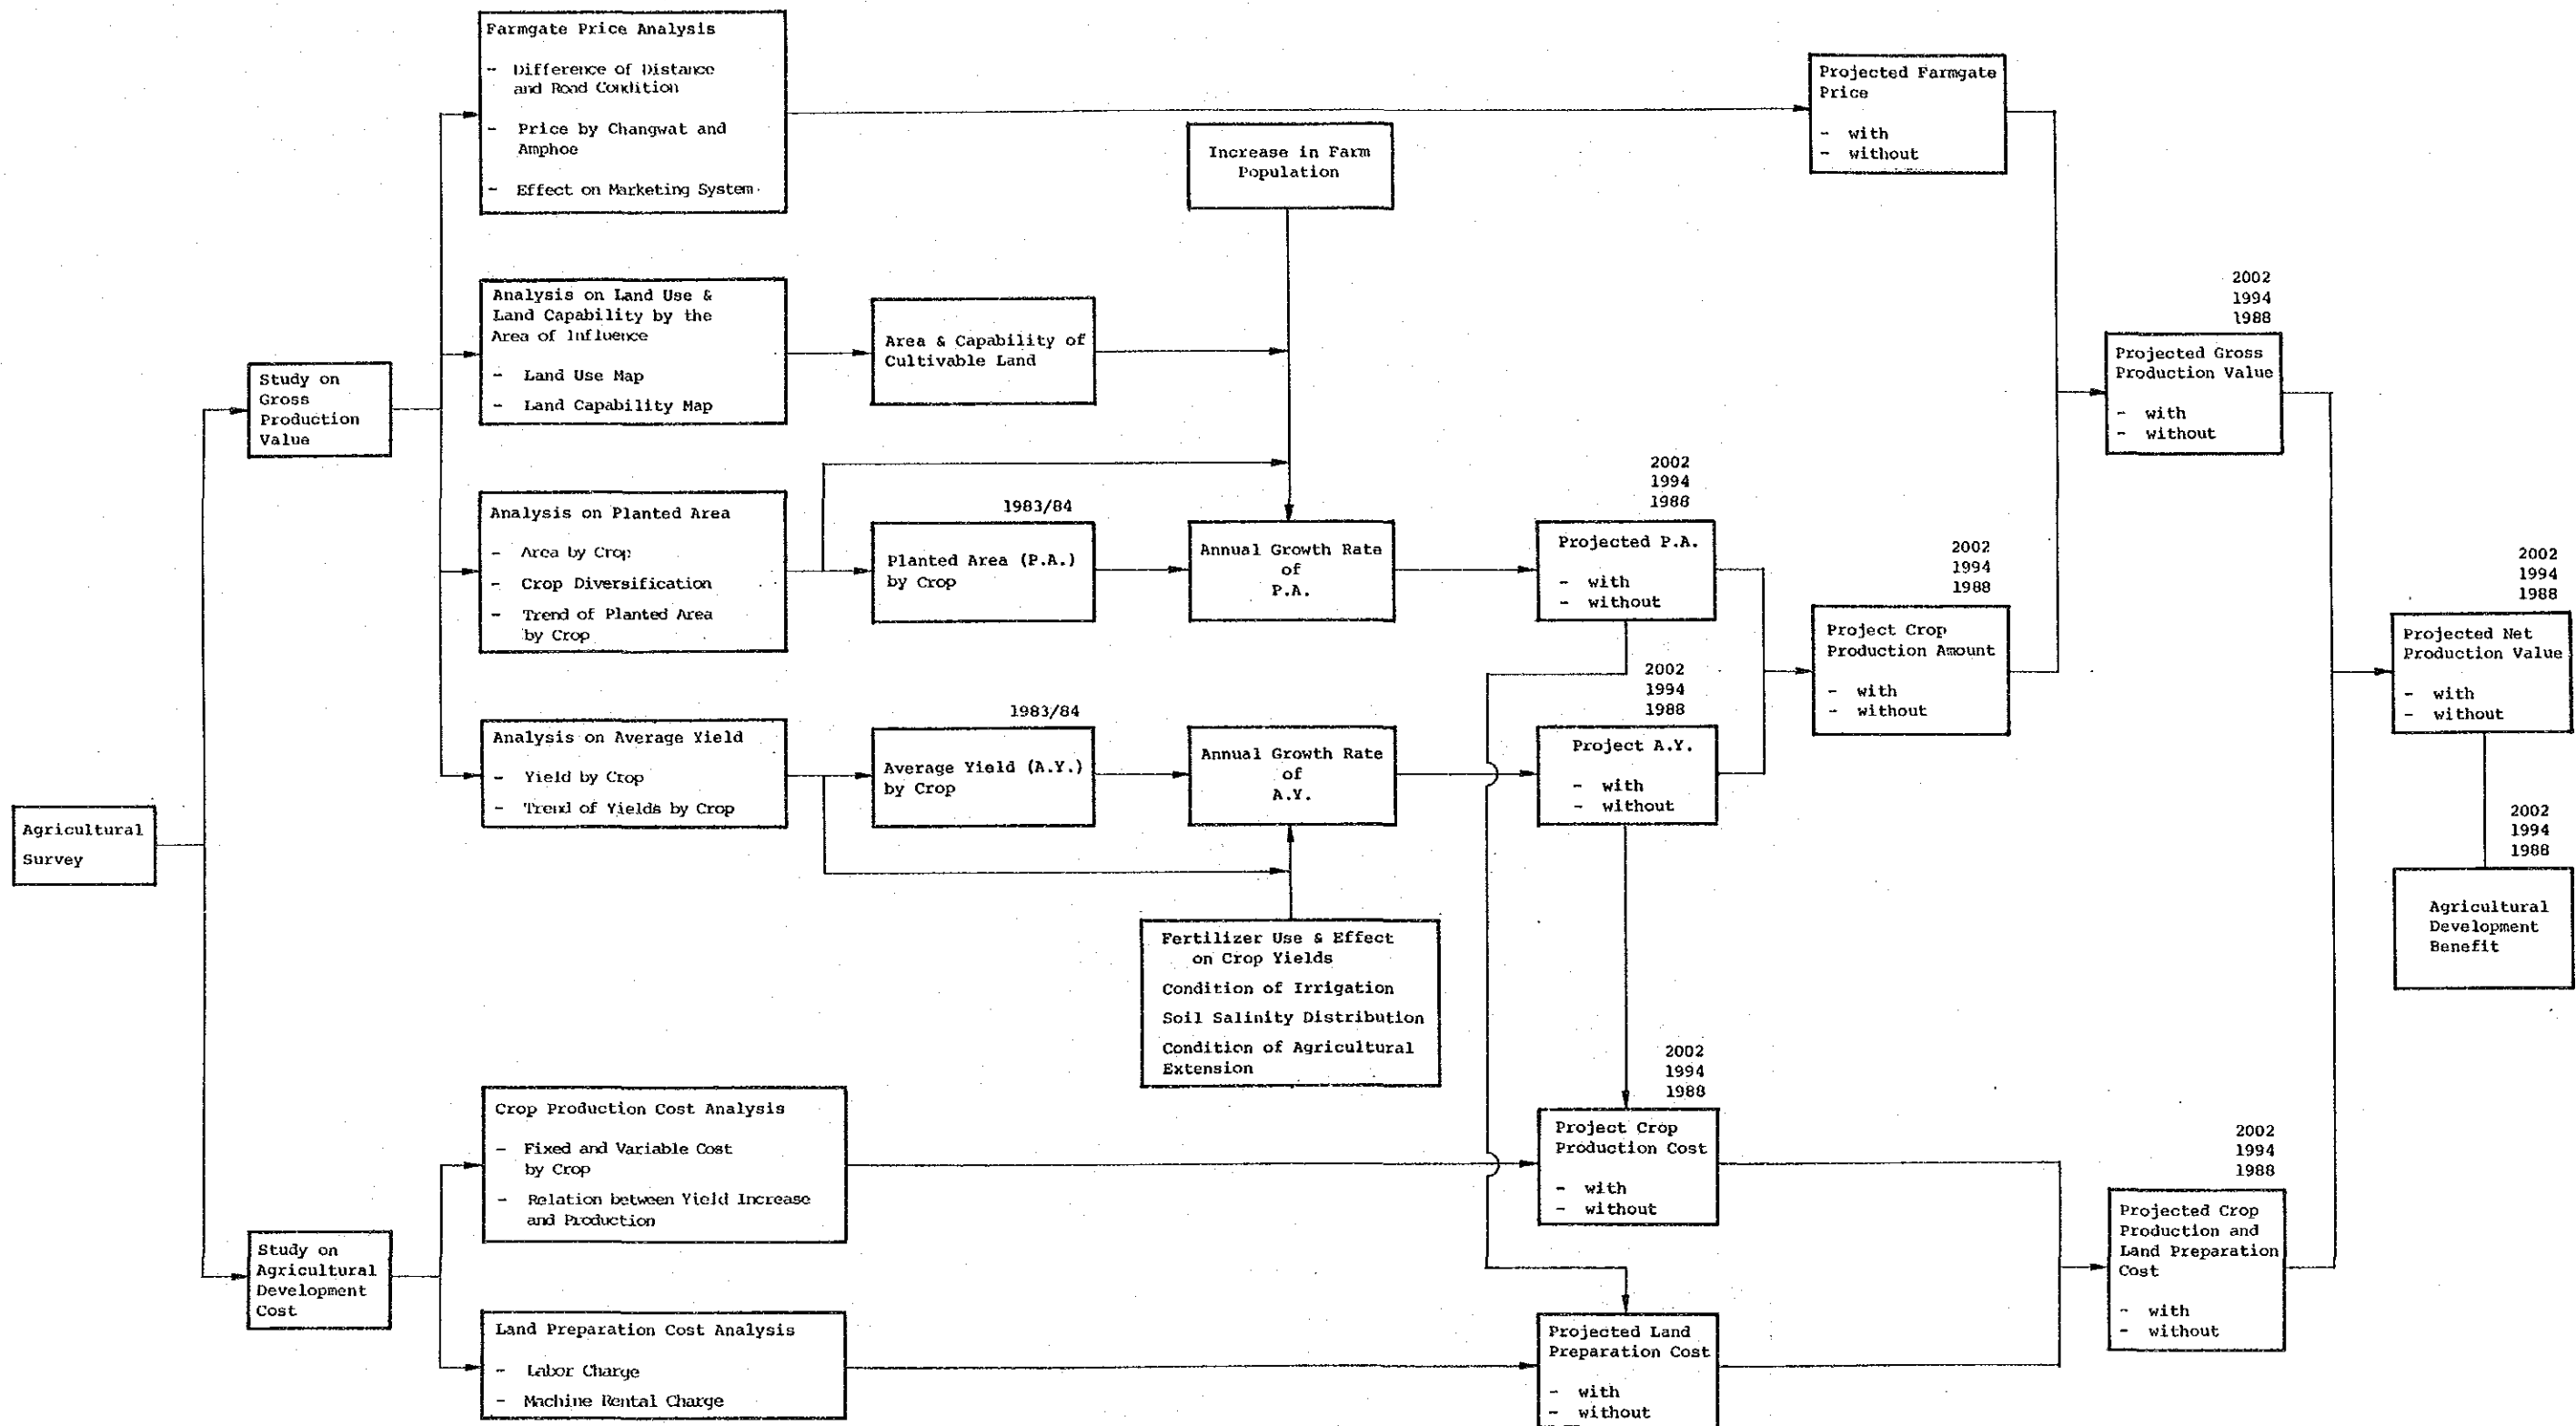 Farmgate Price Analysis
- Difference of Distance
and Road Condition
- Price by Changwat and
Amphoe
- Effect on Marketing System
Increase in Farm
Population
Projected Farmgate
Price
- with
- without
Analysis on Land Use &
Land Capability by the
Area of Influence
- Land Use Map
- Land Capability Map
Area & Capability of
Cultivable Land
2002
1994
1988
Projected Gross
Production Value
- with
- without
Study on
Gross
Production
Value
Analysis on Planted Area
- Area by Crop
- Crop Diversification
- Trend of Planted Area
by Crop
1983/84
Planted Area (P.A.)
by Crop
Annual Growth Rate
of
P.A.
2002
1994
1988
Projected P.A.
- with
- without
2002
1994
1988
Project Crop
Production Amount
- with
- without
2002
1994
1988
Projected Net
Production Value
- with
- without
Analysis on Average Yield
- Yield by Crop
- Trend of Yields by Crop
1983/84
Average Yield (A.Y.)
by Crop
Annual Growth Rate
of
A.Y.
2002
1994
1988
Project A.Y.
- with
- without
Agricultural
Survey
2002
1994
1988
Agricultural
Development
Benefit
Fertilizer Use & Effect
on Crop Yields
Condition of Irrigation
Soil Salinity Distribution
Condition of Agricultural
Extension
Crop Production Cost Analysis
- Fixed and Variable Cost
by Crop
- Relation between Yield Increase
and Production
2002
1994
1988
Project Crop
Production Cost
- with
- without
2002
1994
1988
Projected Crop
Production and
Land Preparation
Cost
- with
- without
Study on
Agricultural
Development
Cost
Land Preparation Cost Analysis
- Labor Charge
- Machine Rental Charge
Projected Land
Preparation Cost
- with
- without